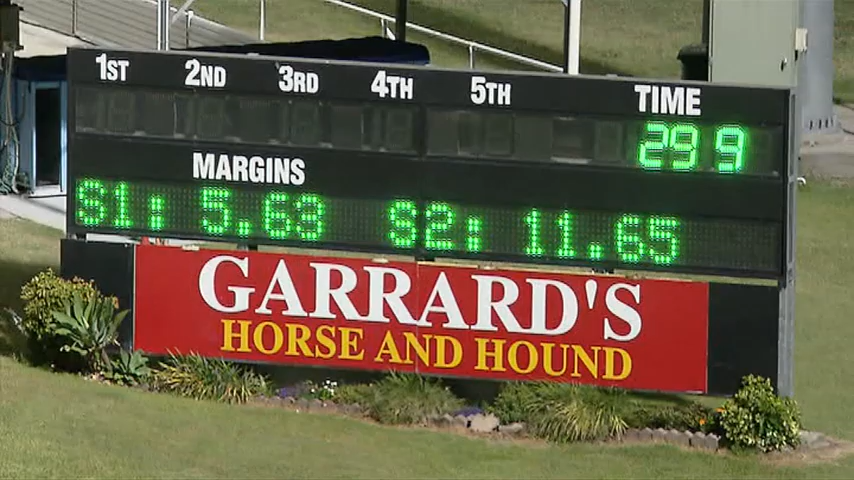 1ST 2ND 3RD 4TH 5TH TIME
29 9
MARGINS
S1: 5.63 S2: 11.65
GARRARD'S
HORSE AND HOUND